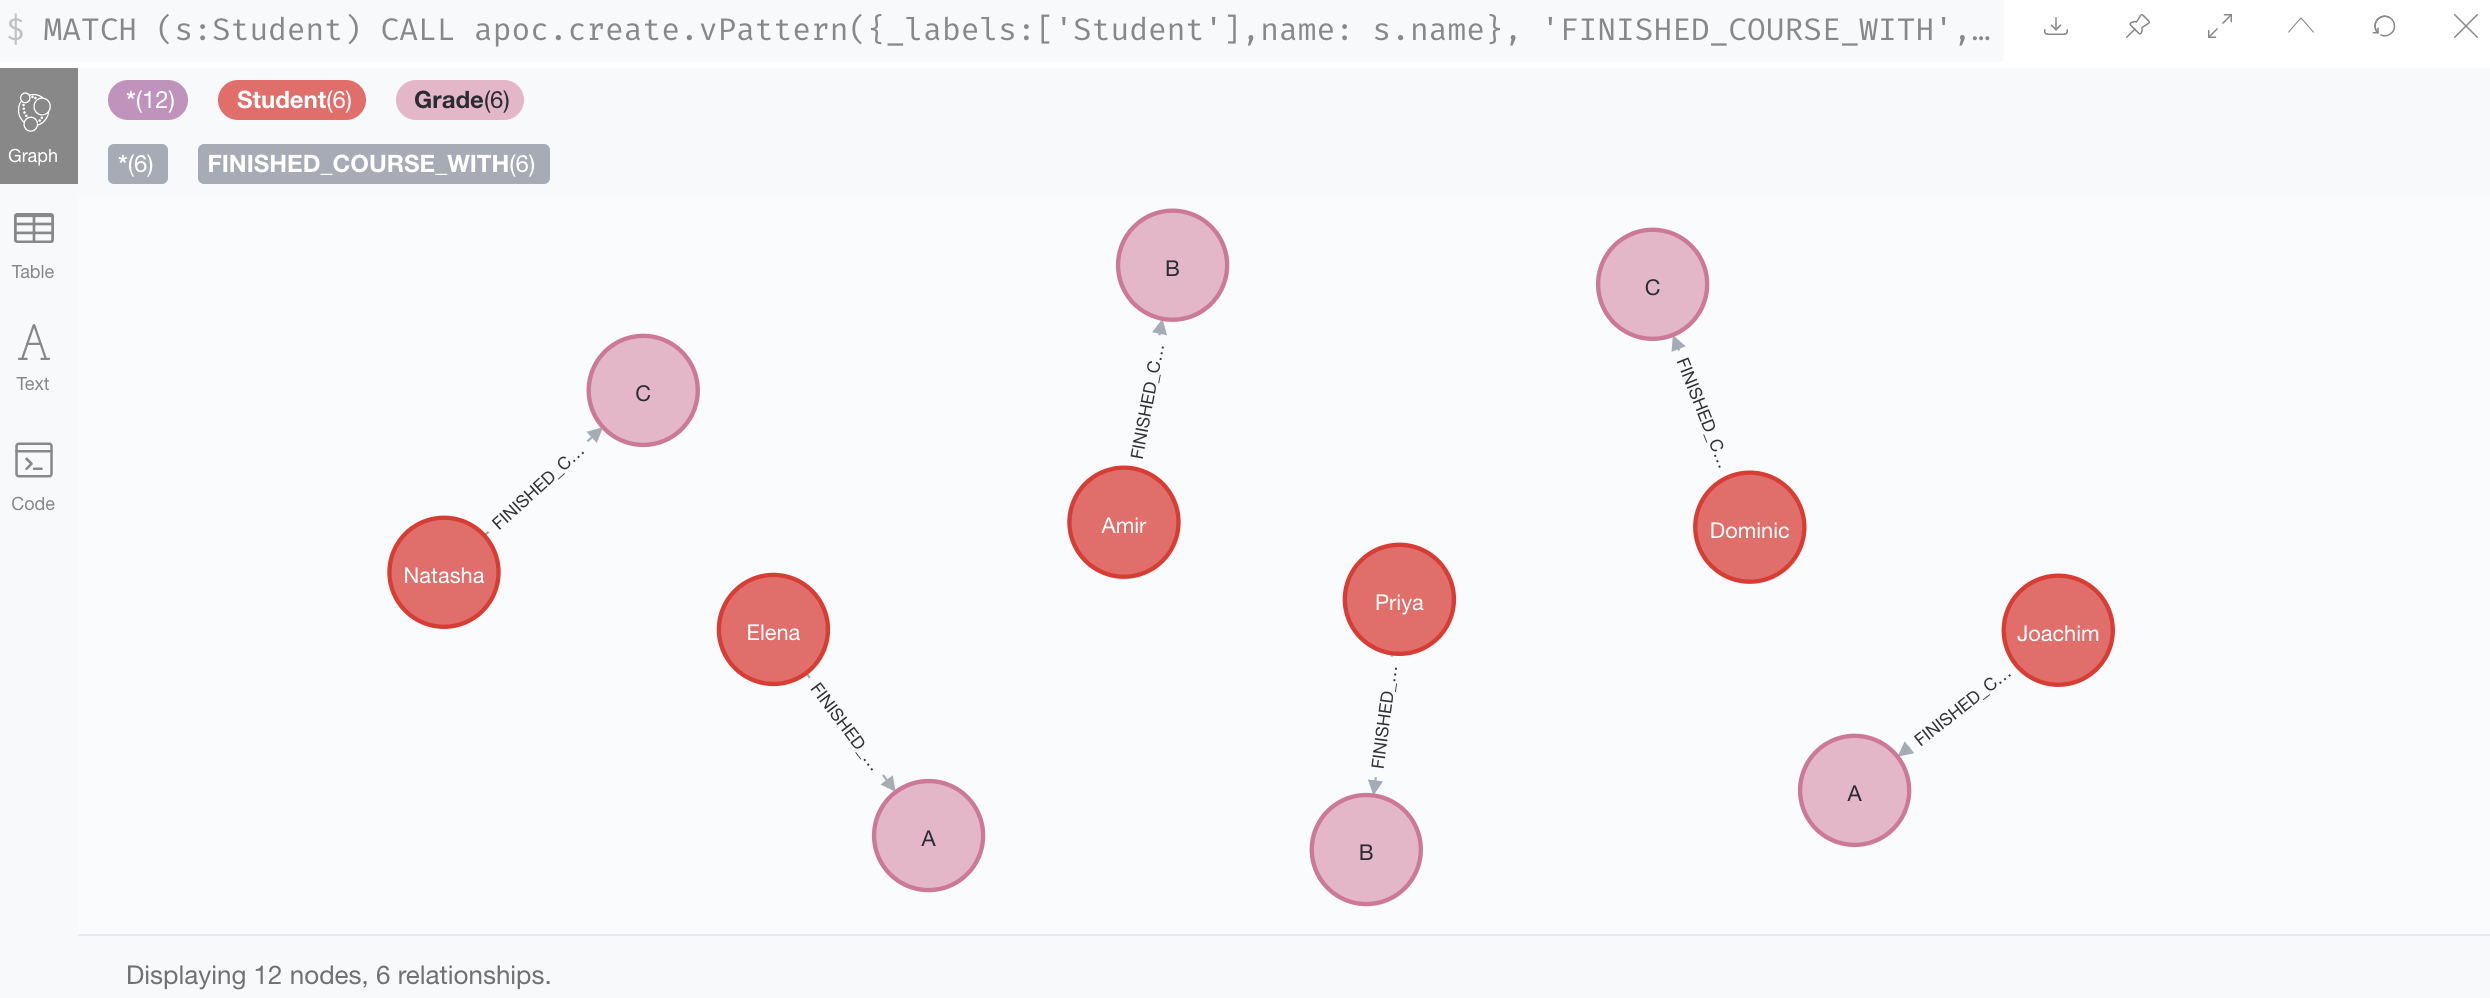 $ MATCH (s:Student) CALL apoc.create.vPattern({_labels:['Student'],name: s.name}, 'FINISHED_COURSE_WITH',…
*(12) Student(6) Grade(6)
Graph
*(6) FINISHED_COURSE_WITH(6)
Table
Text
Code
B
C
C
FINISHED_C…
FINISHED_C…
FINISHED_C…
Amir
Dominic
Natasha
Priya
Elena
Joachim
FINISHED_…
FINISHED_…
FINISHED_C…
A
A
B
Displaying 12 nodes, 6 relationships.